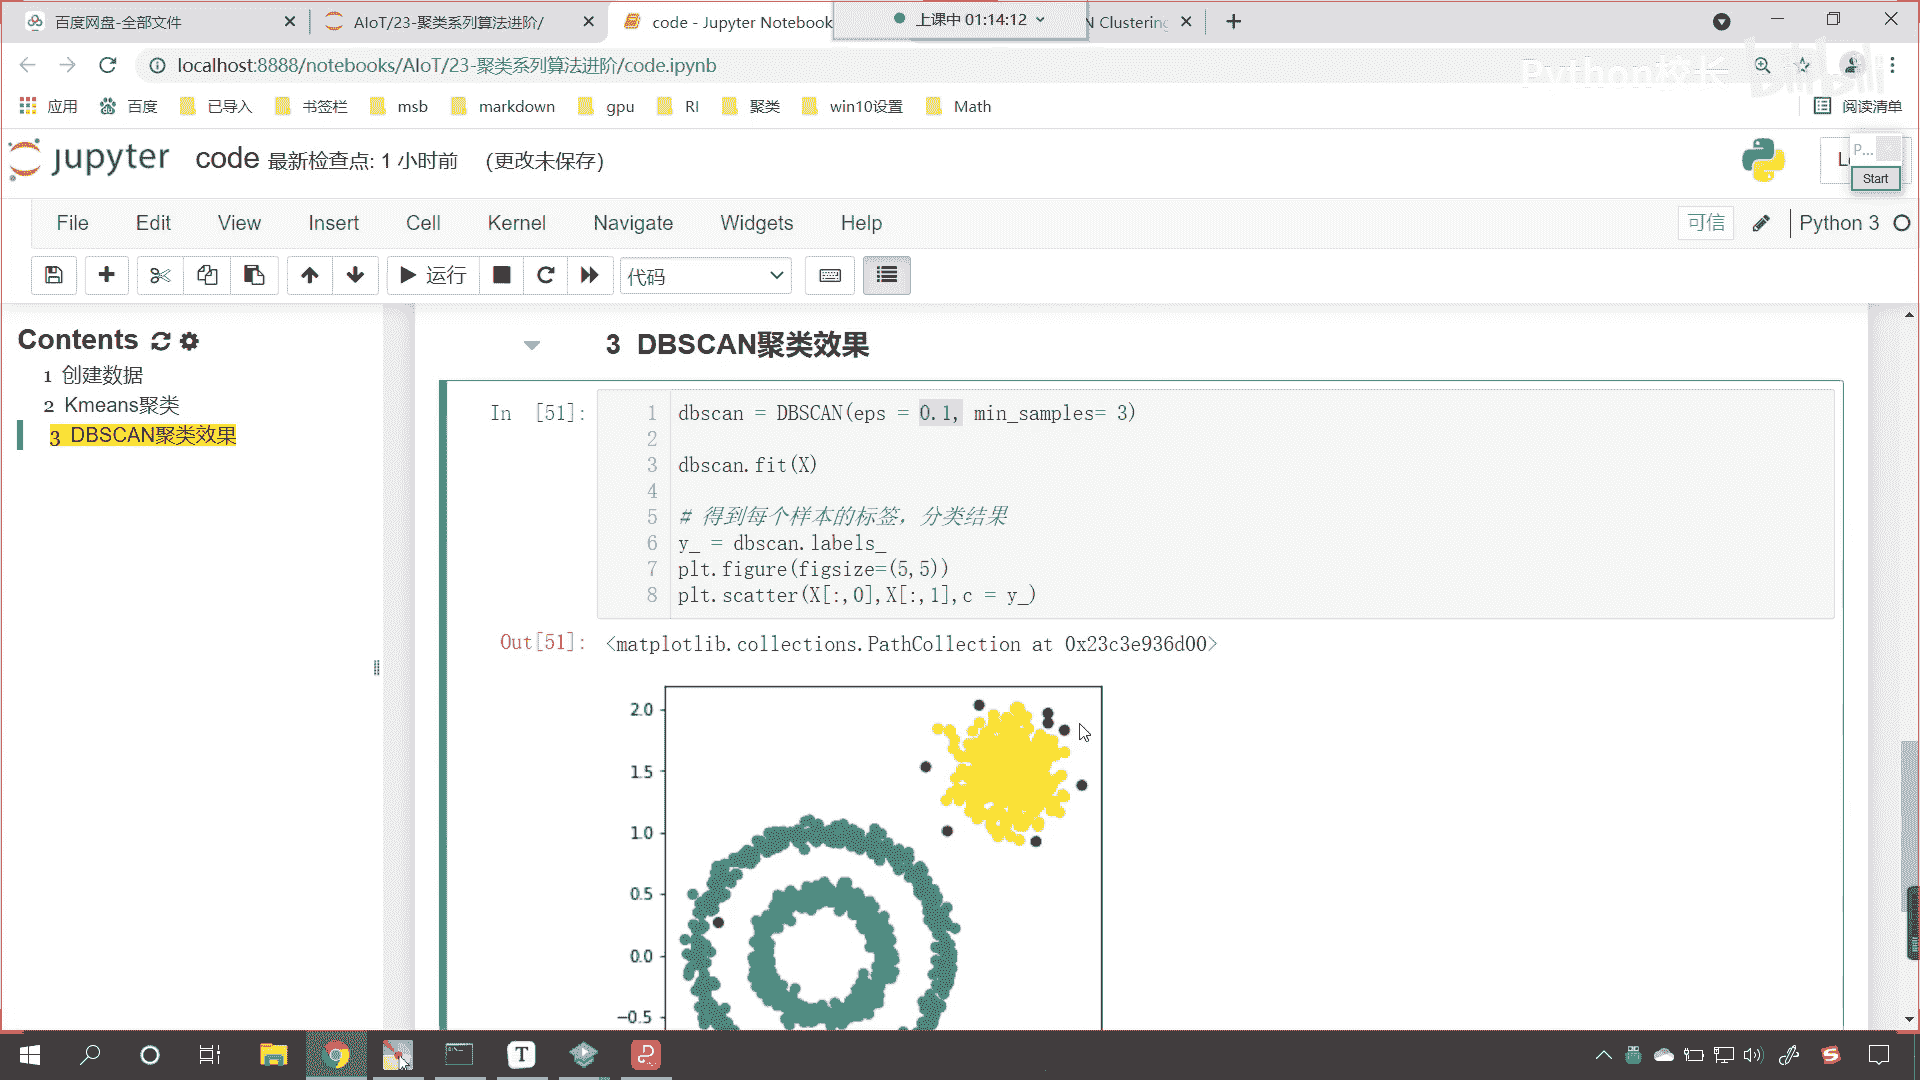 百度网盘-全部文件
AIoT/23-聚类系列算法进阶/
code - Jupyter Notebook
上课中 01:14:12
N Clustering
localhost:8888/notebooks/AIoT/23-聚类系列算法进阶/code.ipynb
Python校长
bilibili
应用 百度 已导入 书签栏 msb markdown gpu RI 聚类 win10设置 Math 阅读清单
jupyter code 最新检查点: 1 小时前 (更改未保存)
P...
Start
File Edit View Insert Cell Kernel Navigate Widgets Help 可信 Python 3
运行 代码
Contents
1 创建数据
2 Kmeans聚类
3 DBSCAN聚类效果
3 DBSCAN聚类效果
In [51]:
1 dbscan = DBSCAN(eps = 0.1, min_samples= 3)
2
3 dbscan.fit(X)
4
5 # 得到每个样本的标签，分类结果
6 y_ = dbscan.labels_
7 plt.figure(figsize=(5,5))
8 plt.scatter(X[:,0],X[:,1],c = y_)
Out[51]: <matplotlib.collections.PathCollection at 0x23c3e936d00>
2.0
1.5
1.0
0.5
0.0
−0.5